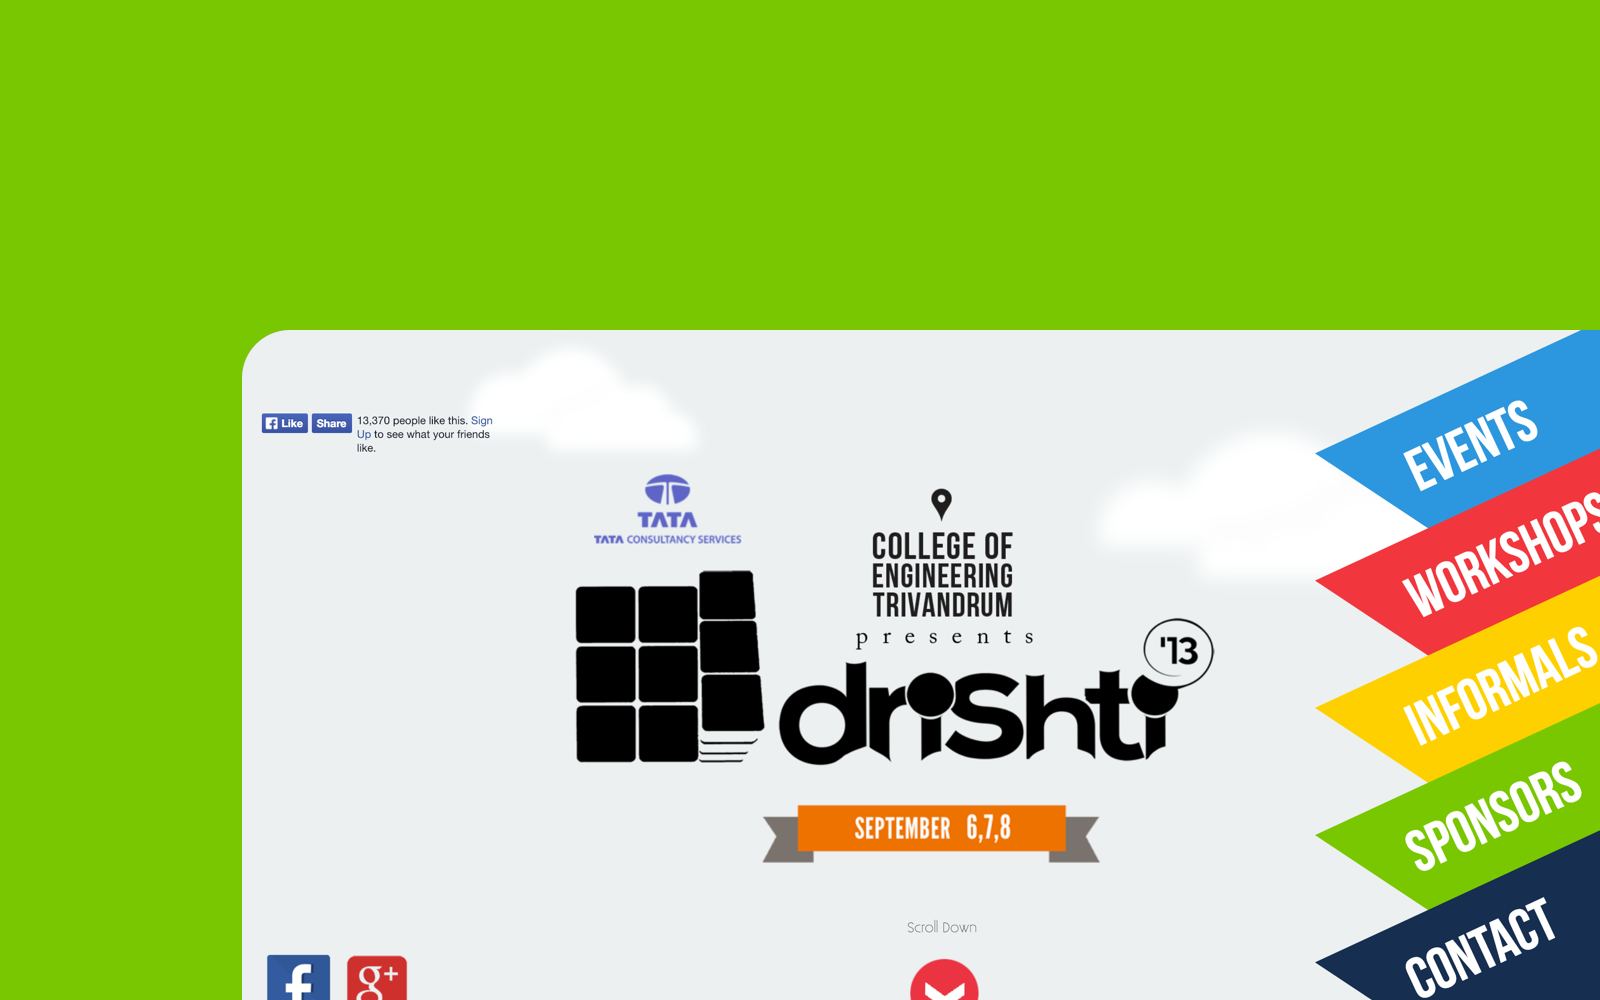 Like Share 13,370 people like this. Sign
Up to see what your friends
like.
TATA
TATA CONSULTANCY SERVICES
COLLEGE OF
ENGINEERING
TRIVANDRUM
presents
'13
drishti
SEPTEMBER 6,7,8
Scroll Down
f g+
EVENTS
WORKSHOPS
INFORMALS
SPONSORS
CONTACT